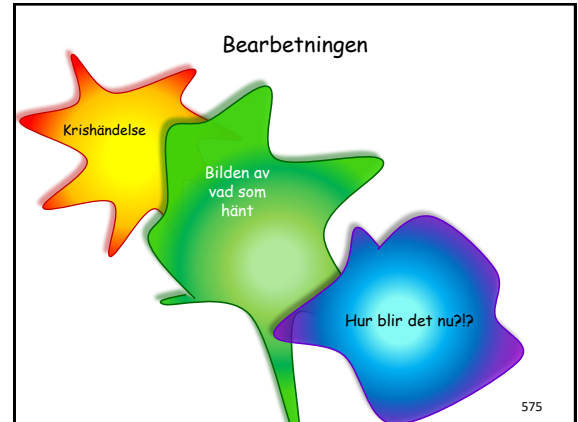 Bearbetningen
Krishändelse
Bilden av
vad som
hänt
Hur blir det nu?!?
575